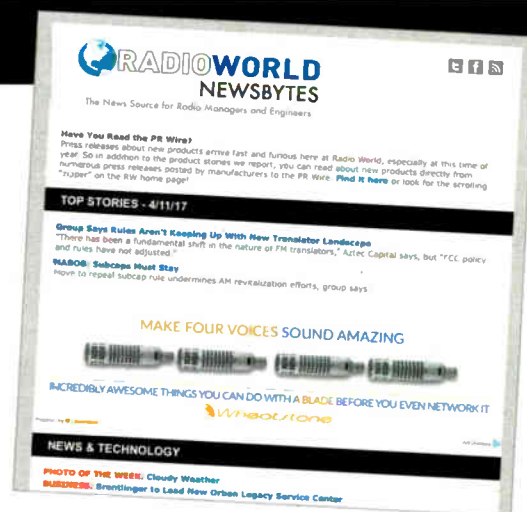 RADIOWORLD
NEWSBYTES
The News Source for Radio Managers and Engineers
Have You Read the PR Wire?
Press releases about new products arrive fast and furious here at Radio World, especially at this time of
year. So in addition to the product stories we report, you can read about new products directly from
numerous press releases posted by manufacturers to the PR Wire. Find it here or look for the scrolling
"zipper" on the RW home page!
TOP STORIES - 4/11/17
Group Says Rules Aren't Keeping Up With New Translator Landscape
"There has been a fundamental shift in the nature of FM translators," Aztec Capital says, but "FCC policy
and rules have not adjusted."
NABOB: Subcaps Must Stay
Move to repeal subcap rule undermines AM revitalization efforts, group says
MAKE FOUR VOICES SOUND AMAZING
INCREDIBLY AWESOME THINGS YOU CAN DO WITH A BLADE BEFORE YOU EVEN NETWORK IT
Wheatstone
NEWS & TECHNOLOGY
PHOTO OF THE WEEK: Cloudy Weather
BUSINESS: Brentlinger to Lead New Orban Legacy Service Center